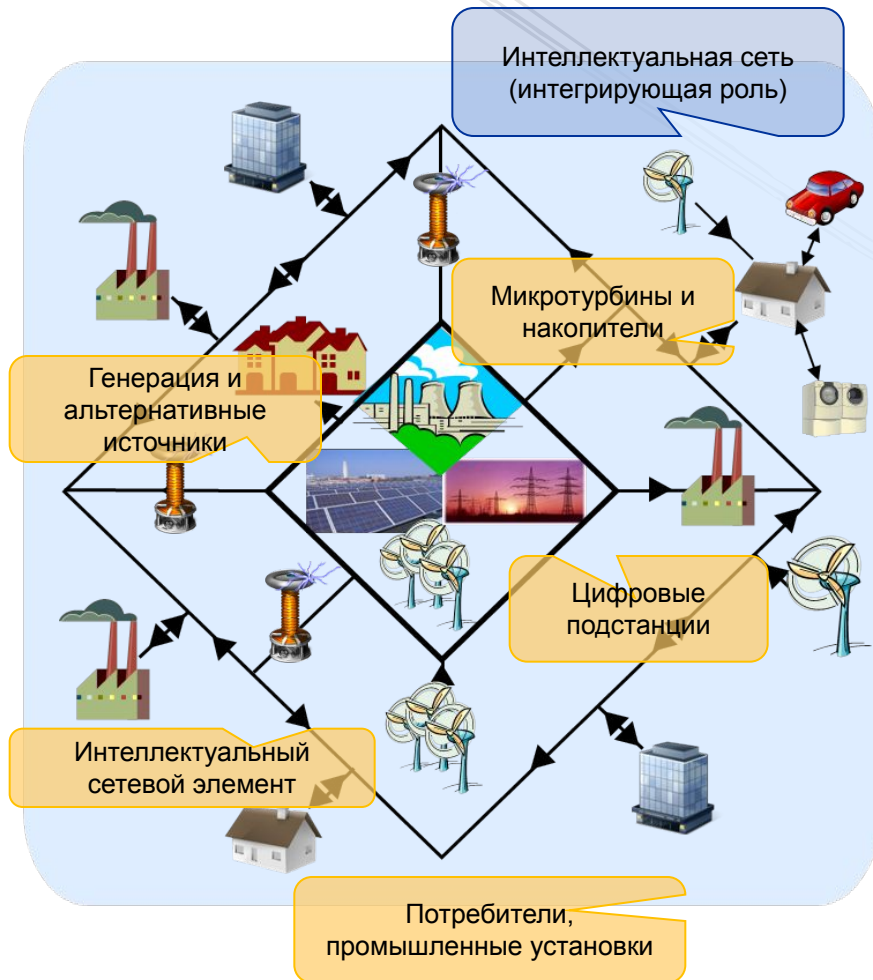 Интеллектуальная сеть
(интегрирующая роль)
Микротурбины и
накопители
Генерация и
альтернативные
источники
Цифровые
подстанции
Интеллектуальный
сетевой элемент
Потребители,
промышленные установки